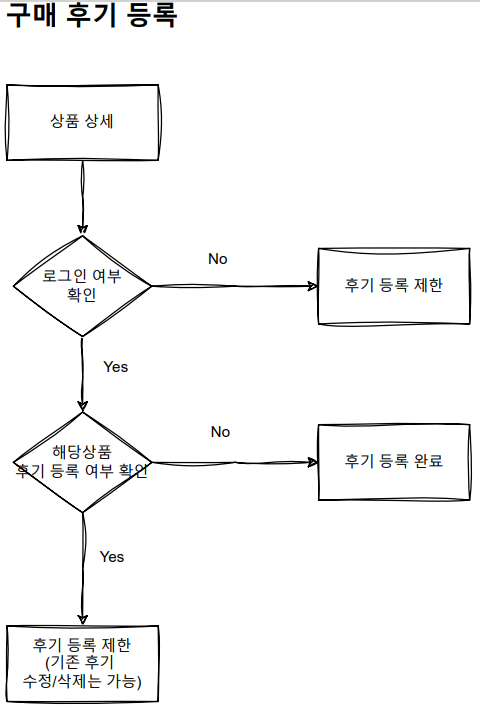 구매 후기 등록
상품 상세
로그인 여부
확인
No
후기 등록 제한
Yes
해당상품
후기 등록 여부 확인
No
후기 등록 완료
Yes
후기 등록 제한
(기존 후기
수정/삭제는 가능)